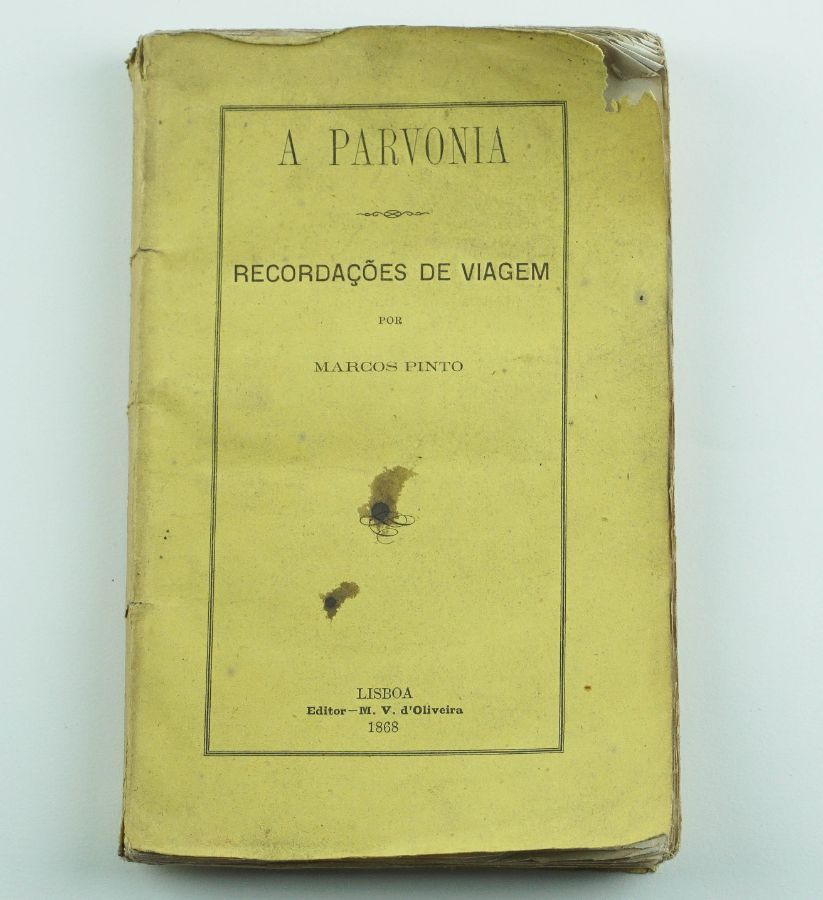 A PARVONIA
RECORDAÇÕES DE VIAGEM
POR
MARCOS PINTO
LISBOA
Editor—M. V. d'Oliveira
1868